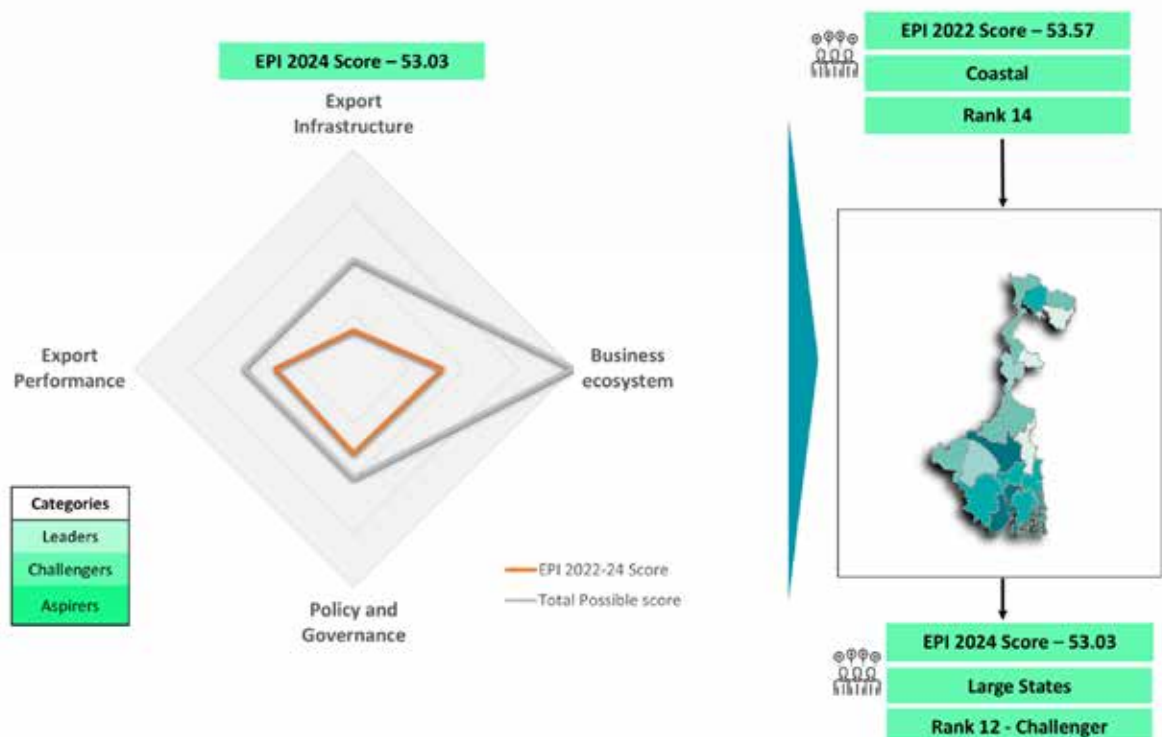 EPI 2024 Score – 53.03
Export
Infrastructure
Business
ecosystem
Export
Performance
Policy and
Governance
Categories
Leaders
Challengers
Aspirers
EPI 2022-24 Score
Total Possible score
EPI 2022 Score – 53.57
Coastal
Rank 14
EPI 2024 Score – 53.03
Large States
Rank 12 - Challenger